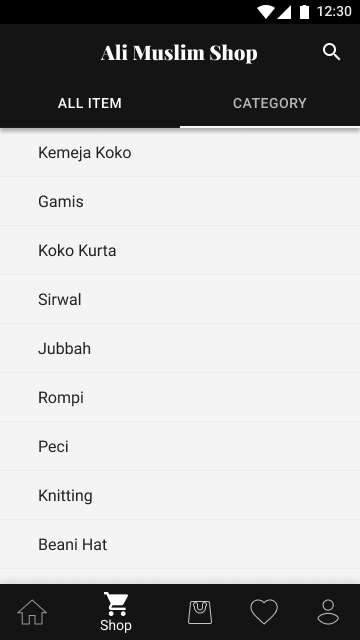 12:30
Ali Muslim Shop
ALL ITEM
CATEGORY
Kemeja Koko
Gamis
Koko Kurta
Sirwal
Jubbah
Rompi
Peci
Knitting
Beani Hat
Shop